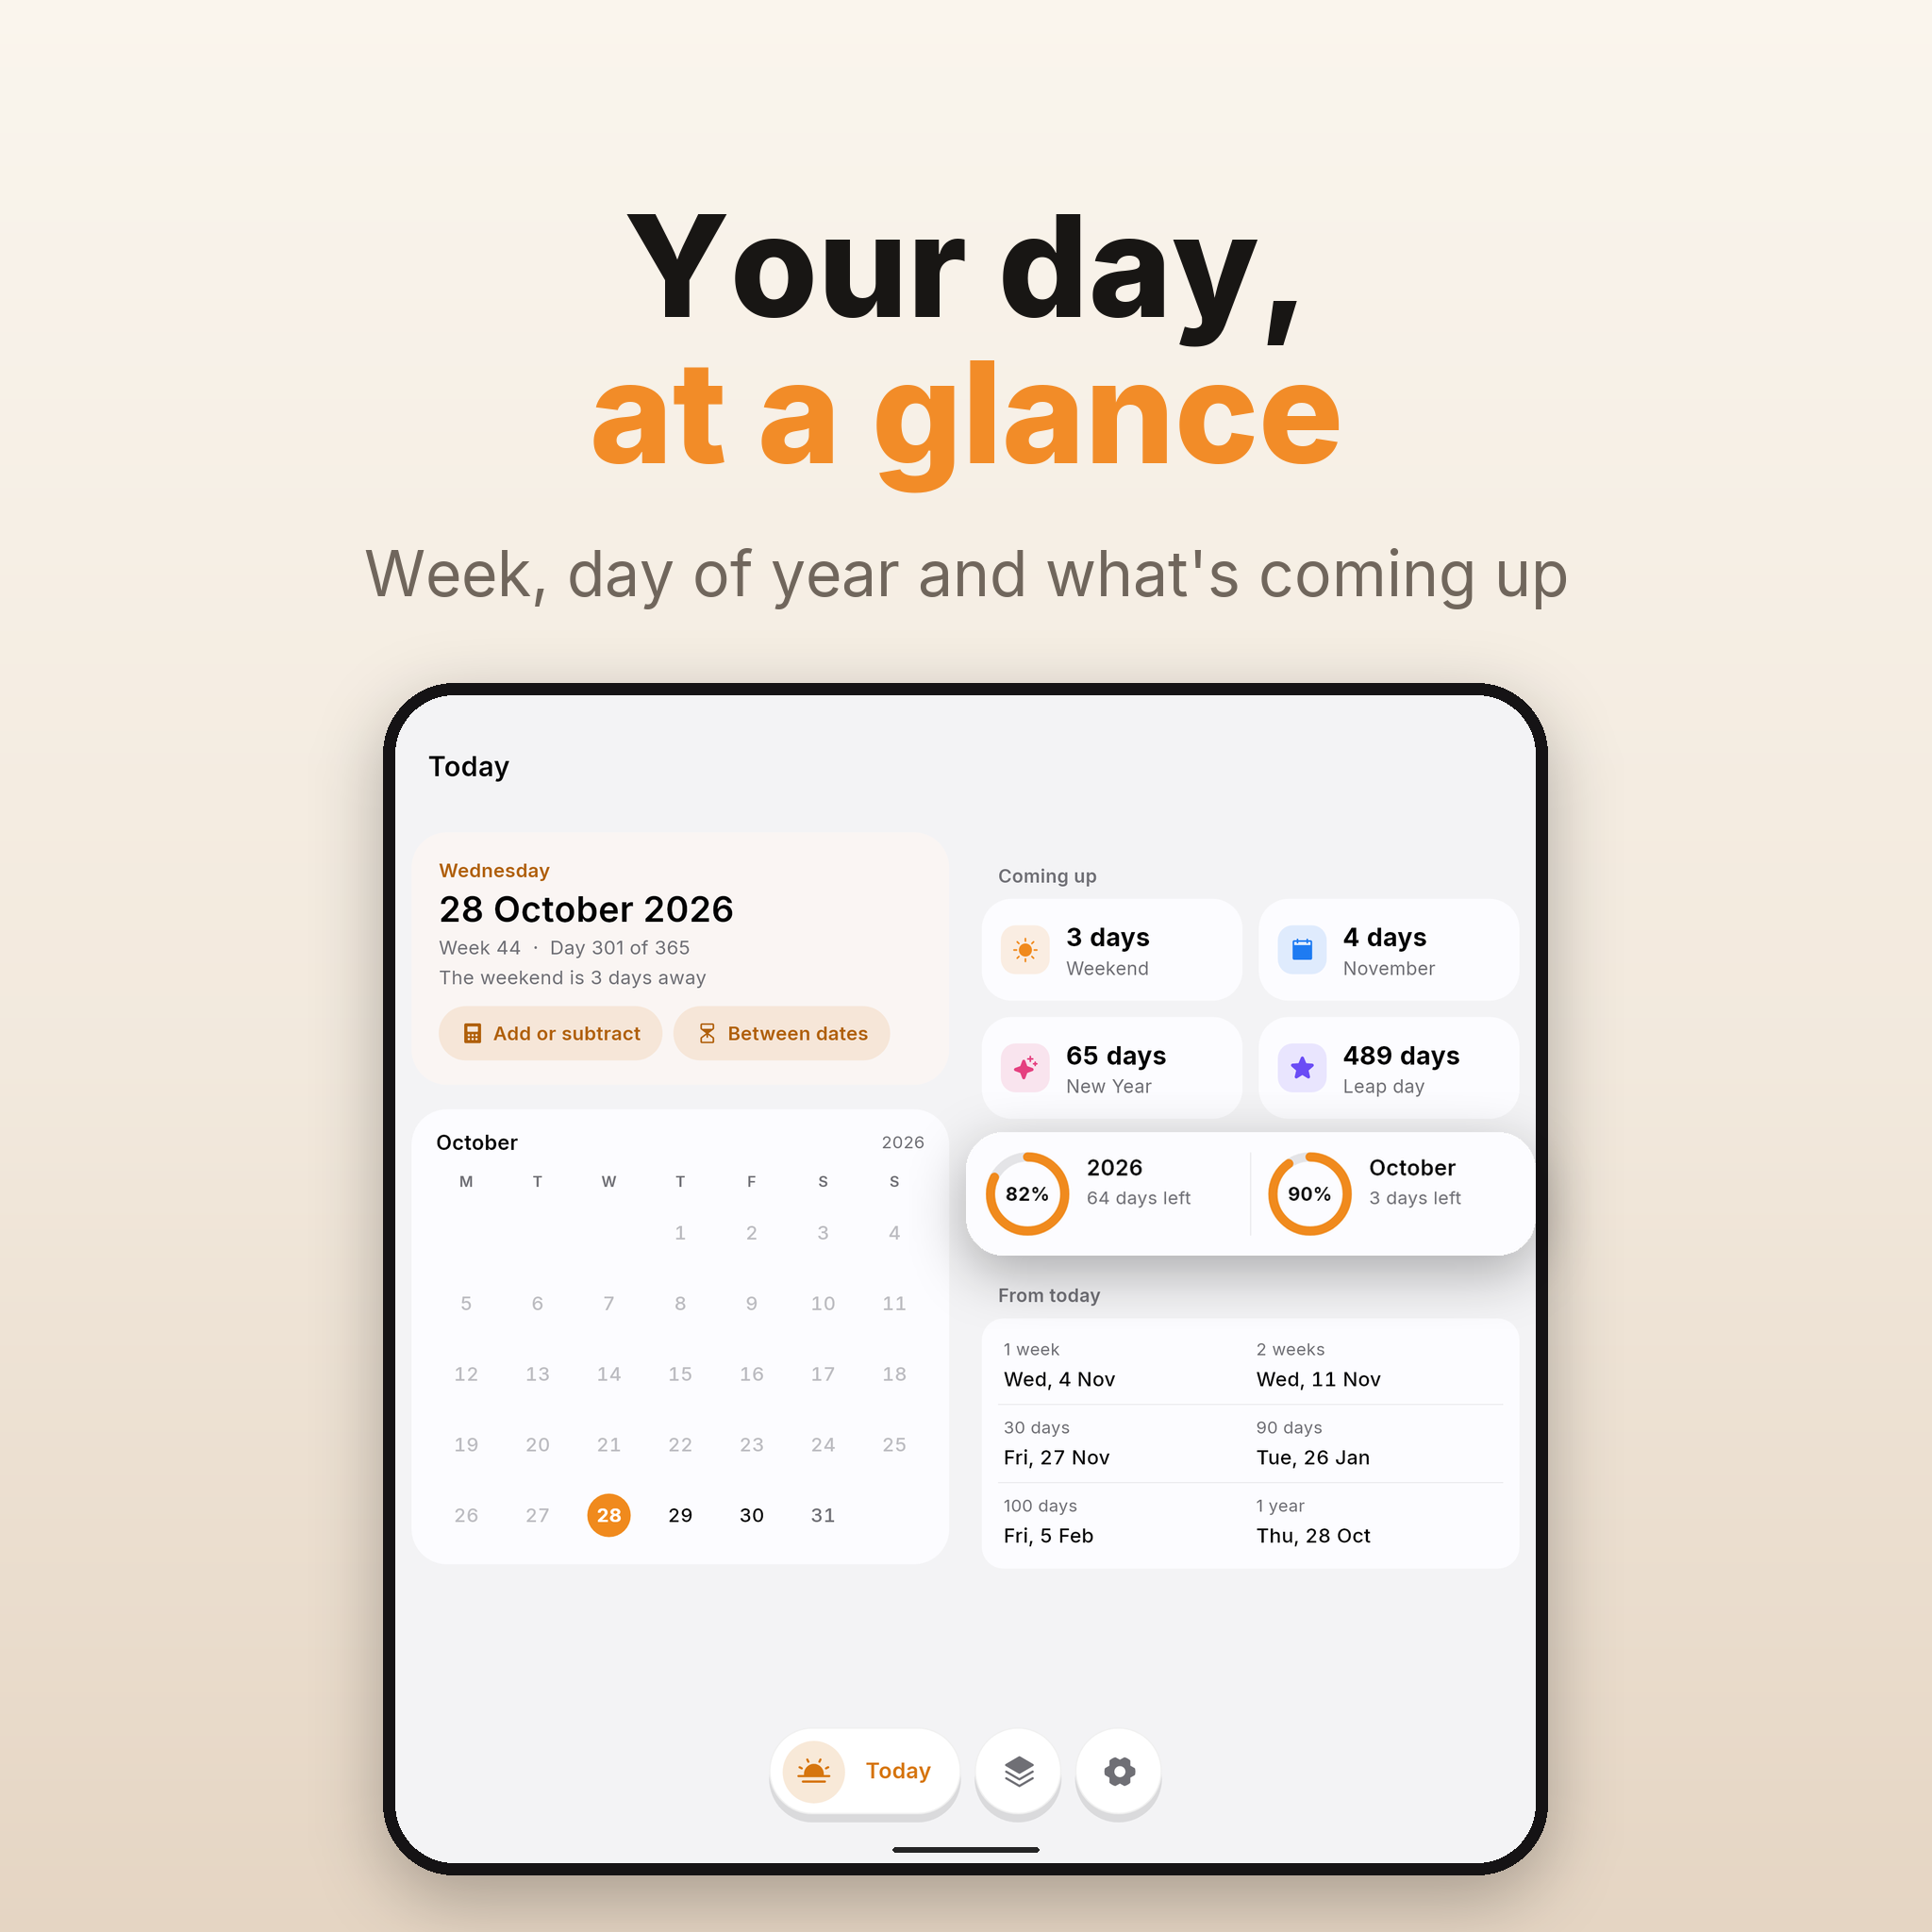 Your day,
at a glance
Week, day of year and what's coming up
Today
Wednesday
28 October 2026
Week 44 · Day 301 of 365
The weekend is 3 days away
Add or subtract
Between dates
October 2026
M T W T F S S
1 2 3 4
5 6 7 8 9 10 11
12 13 14 15 16 17 18
19 20 21 22 23 24 25
26 27 28 29 30 31
Coming up
3 days
Weekend
4 days
November
65 days
New Year
489 days
Leap day
82%
2026
64 days left
90%
October
3 days left
From today
1 week
Wed, 4 Nov
2 weeks
Wed, 11 Nov
30 days
Fri, 27 Nov
90 days
Tue, 26 Jan
100 days
Fri, 5 Feb
1 year
Thu, 28 Oct
Today